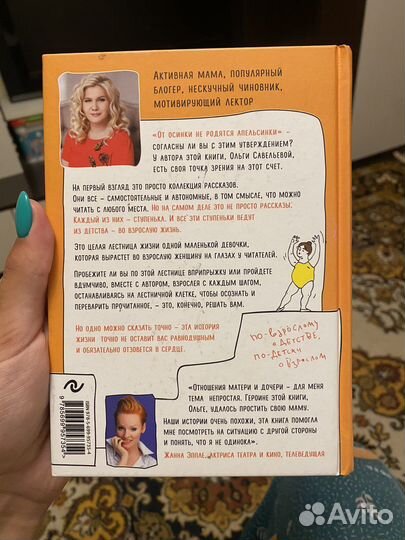 Активная мама, популярный
блогер, нескучный чиновник,
мотивирующий лектор
«От осинки не родятся апельсинки» –
согласны ли вы с этим утверждением?
У автора этой книги, Ольги Савельевой,
есть своя точка зрения на этот счет.
На первый взгляд это просто коллекция рассказов.
Они все – самостоятельные и автономные, в том смысле, что можно
читать с любого места. Но на самом деле это не просто рассказы.
Каждый из них – ступенька. И все эти ступеньки ведут
из детства – во взрослую жизнь.
Это целая лестница жизни одной маленькой девочки,
которая вырастет во взрослую женщину на глазах у читателей.
Пробежите ли вы по этой лестнице вприпрыжку или пройдете
вдумчиво, вместе с автором, взрослея с каждым шагом,
останавливаясь на лестничной клетке, чтобы осознать и
переварить прочитанное, – это, конечно, решать вам.
Но одно можно сказать точно – эта история
жизни точно не оставит вас равнодушным
и обязательно отзовется в сердце.
по-взрослому
о детстве,
по-детски
о взрослом
ISBN 978-5-699-95735-4
9785699957354
«Отношения матери и дочери – для меня
тема непростая. Героине этой книги,
Ольге, удалось простить свою маму.
Наши истории очень похожи, эта книга помогла
мне посмотреть на ситуацию с другой стороны
и понять, что я не одинока».
Жанна Эппле, актриса театра и кино, телеведущая
Avito